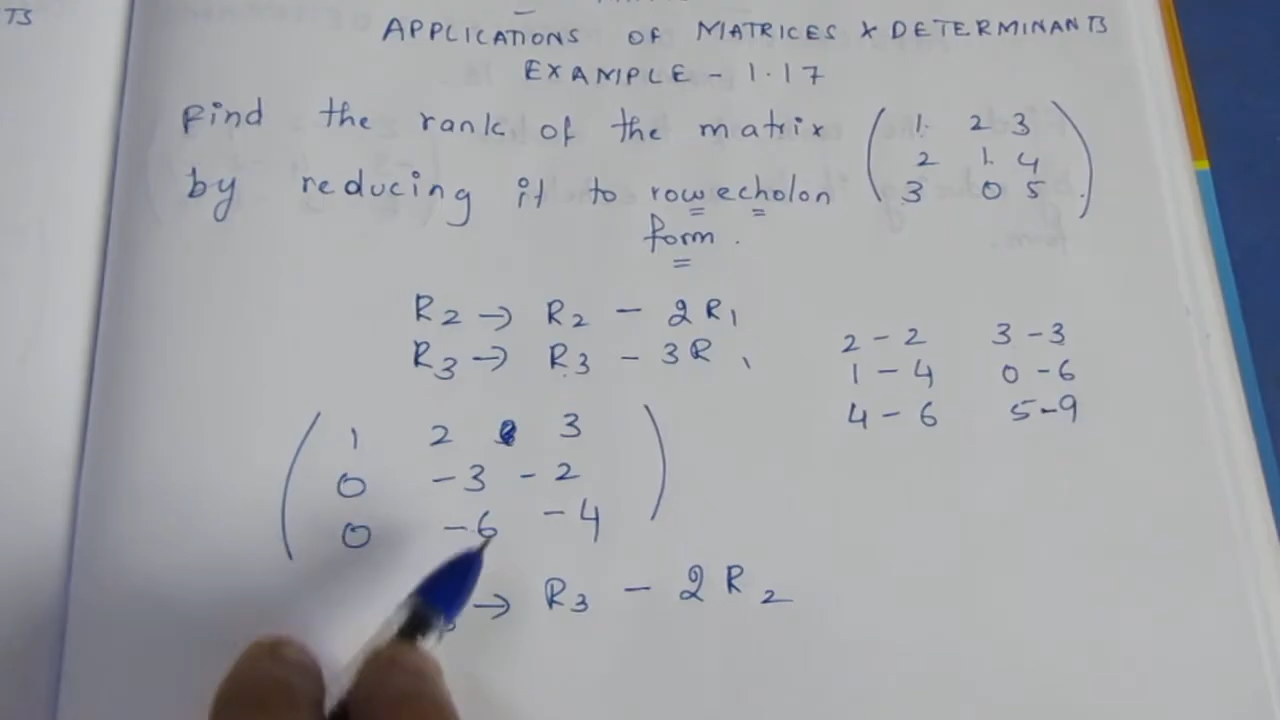 TS
APPLICATIONS OF MATRICES & DETERMINANTS
EXAMPLE - 1.17
Find the rank of the matrix
by reducing it to row echolon
form.
( 1 2 3
2 1 4
3 0 5 )
R2 → R2 - 2R1
R3 → R3 - 3R1
2 - 2 3 - 3
1 - 4 0 - 6
4 - 6 5 - 9
( 1 2 3
0 -3 -2
0 -6 -4 )
→ R3 - 2R2